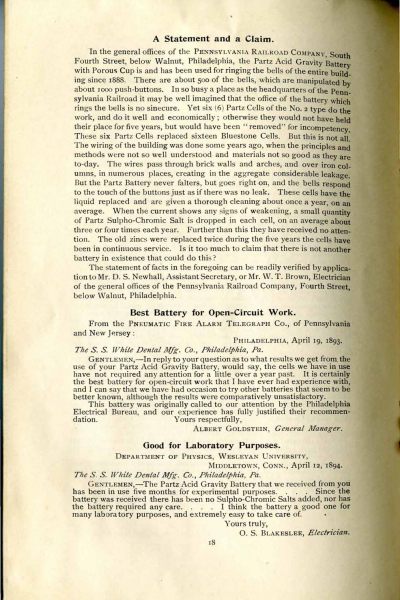 A Statement and a Claim.
In the general offices of the PENNSYLVANIA RAILROAD COMPANY, South
Fourth Street, below Walnut, Philadelphia, the Partz Acid Gravity Battery
with Porous Cup is and has been used for ringing the bells of the entire build-
ing since 1888. There are about 500 of the bells, which are manipulated by
about 1000 push-buttons. In so busy a place as the headquarters of the Penn-
sylvania Railroad it may be well imagined that the office of the battery which
rings the bells is no sinecure. Yet six (6) Partz Cells of the No. 2 type do the
work, and do it well and economically; otherwise they would not have held
their place for five years, but would have been "removed" for incompetency.
These six Partz Cells replaced sixteen Bluestone Cells. But this is not all.
The wiring of the building was done some years ago, when the principles and
methods were not so well understood and materials not so good as they are
to-day. The wires pass through brick walls and arches, and over iron col-
umns, in numerous places, creating in the aggregate considerable leakage.
But the Partz Battery never falters, but goes right on, and the bells respond
to the touch of the buttons just as if there was no leak. These cells have the
liquid replaced and are given a thorough cleaning about once a year, on an
average. When the current shows any signs of weakening, a small quantity
of Partz Sulpho-Chromic Salt is dropped in each cell, on an average about
three or four times each year. Further than this they have received no atten-
tion. The old zincs were replaced twice during the five years the cells have
been in continuous service. Is it too much to claim that there is not another
battery in existence that could do this?
The statement of facts in the foregoing can be readily verified by applica-
tion to Mr. D. S. Newhall, Assistant Secretary, or Mr. W. T. Brown, Electrician
of the general offices of the Pennsylvania Railroad Company, Fourth Street,
below Walnut, Philadelphia.
Best Battery for Open-Circuit Work.
From the PNEUMATIC FIRE ALARM TELEGRAPH CO., of Pennsylvania
and New Jersey:
PHILADELPHIA, April 19, 1893.
The S. S. White Dental Mfg. Co., Philadelphia, Pa.
GENTLEMEN,—In reply to your question as to what results we get from the
use of your Partz Acid Gravity Battery, would say, the cells we have in use
have not required any attention for a little over a year past. It is certainly
the best battery for open-circuit work that I have ever had experience with,
and I can say that we have had occasion to try other batteries that seem to be
better known, although the results were comparatively unsatisfactory.
This battery was originally called to our attention by the Philadelphia
Electrical Bureau, and our experience has fully justified their recommen-
dation. Yours respectfully,
ALBERT GOLDSTEIN, General Manager.
Good for Laboratory Purposes.
DEPARTMENT OF PHYSICS, WESLEYAN UNIVERSITY,
MIDDLETOWN, CONN., April 12, 1894.
The S. S. White Dental Mfg. Co., Philadelphia, Pa.
GENTLEMEN,—The Partz Acid Gravity Battery that we received from you
has been in use five months for experimental purposes. . . . Since the
battery was received there has been no Sulpho-Chromic Salts added, nor has
the battery required any care. . . . I think the battery a good one for
many laboratory purposes, and extremely easy to take care of.
Yours truly,
O. S. BLAKESLEE, Electrician.
18